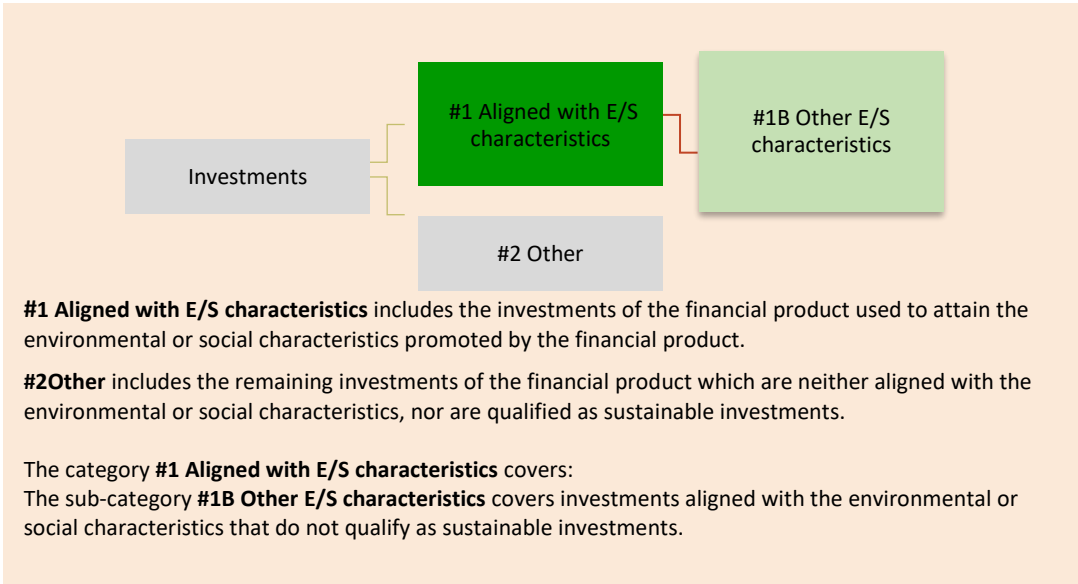 #1 Aligned with E/S
characteristics
#1B Other E/S
characteristics
Investments
#2 Other
#1 Aligned with E/S characteristics includes the investments of the financial product used to attain the
environmental or social characteristics promoted by the financial product.
#2Other includes the remaining investments of the financial product which are neither aligned with the
environmental or social characteristics, nor are qualified as sustainable investments.
The category #1 Aligned with E/S characteristics covers:
The sub-category #1B Other E/S characteristics covers investments aligned with the environmental or
social characteristics that do not qualify as sustainable investments.